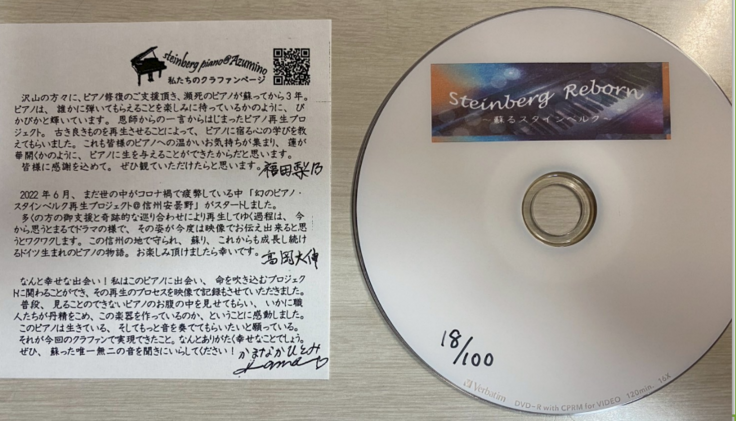 steinberg piano@Azumino
私たちのクラファンページ
沢山の方々に、ピアノ修復のご支援頂き、瀕死のピアノが蘇ってから3年。
ピアノは、誰かに弾いてもらえることを楽しみに待っているかのように、ぴ
かぴかと輝いています。恩師からの一言からはじまったピアノ再生プロ
ジェクト。古き良きものを再生させることによって、ピアノに宿る心の学びを教
えてもらいました。これも皆様のピアノへの温かいお気持ちが集まり、蓮が
華開くかのように、ピアノに生を与えることができたからだと思います。
皆様に感謝を込めて。ぜひ観ていただけたらと思います。福田梨乃
2022年6月、まだ世の中がコロナ禍で疲弊している中「幻のピアノ・
スタインベルク再生プロジェクト@信州安曇野」がスタートしました。
多くの方の御支援と奇跡的な巡り合わせにより再生してゆく過程は、今
から思うとまるでドラマの様で、その姿が今度は映像でお伝え出来ると思
うとワクワクします。この信州の地で守られ、蘇り、これからも成長し続け
るドイツ生まれのピアノの物語。お楽しみ頂けましたら幸いです。高岡大伸
なんと幸せな出会い！私はこのピアノに出会い、命を吹き込むプロジェク
トに関わることができ、その再生のプロセスを映像で記録もさせていただきました。
普段、見ることのできないピアノのお腹の中を見せてもらい、いかに職
人たちが丹精をこめ、この楽器を作っているのか、ということに感動しました。
このピアノは生きている、そしてもっと音を奏でてもらいたいと願っている。
それが今回のクラファンで実現できたこと。なんとありがたく幸せなことでしょう。
ぜひ、蘇った唯一無二の音を聞きにいらしてください！かまなかひとみ
Steinberg Reborn
～蘇るスタインベルク～
18/100
Verbatim DVD-R with CPRM for VIDEO 120min. 16X